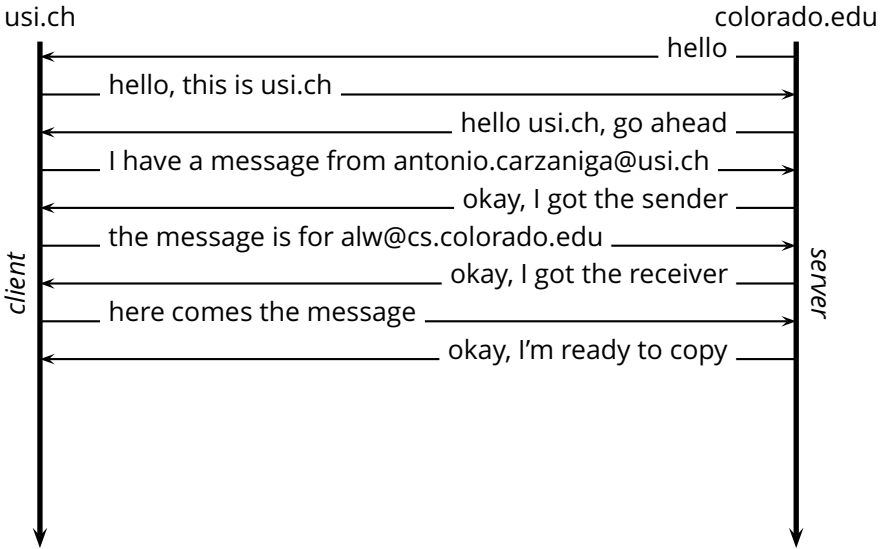 usi.ch
colorado.edu
hello
hello, this is usi.ch
hello usi.ch, go ahead
I have a message from antonio.carzaniga@usi.ch
okay, I got the sender
the message is for alw@cs.colorado.edu
okay, I got the receiver
here comes the message
okay, I’m ready to copy
client
server